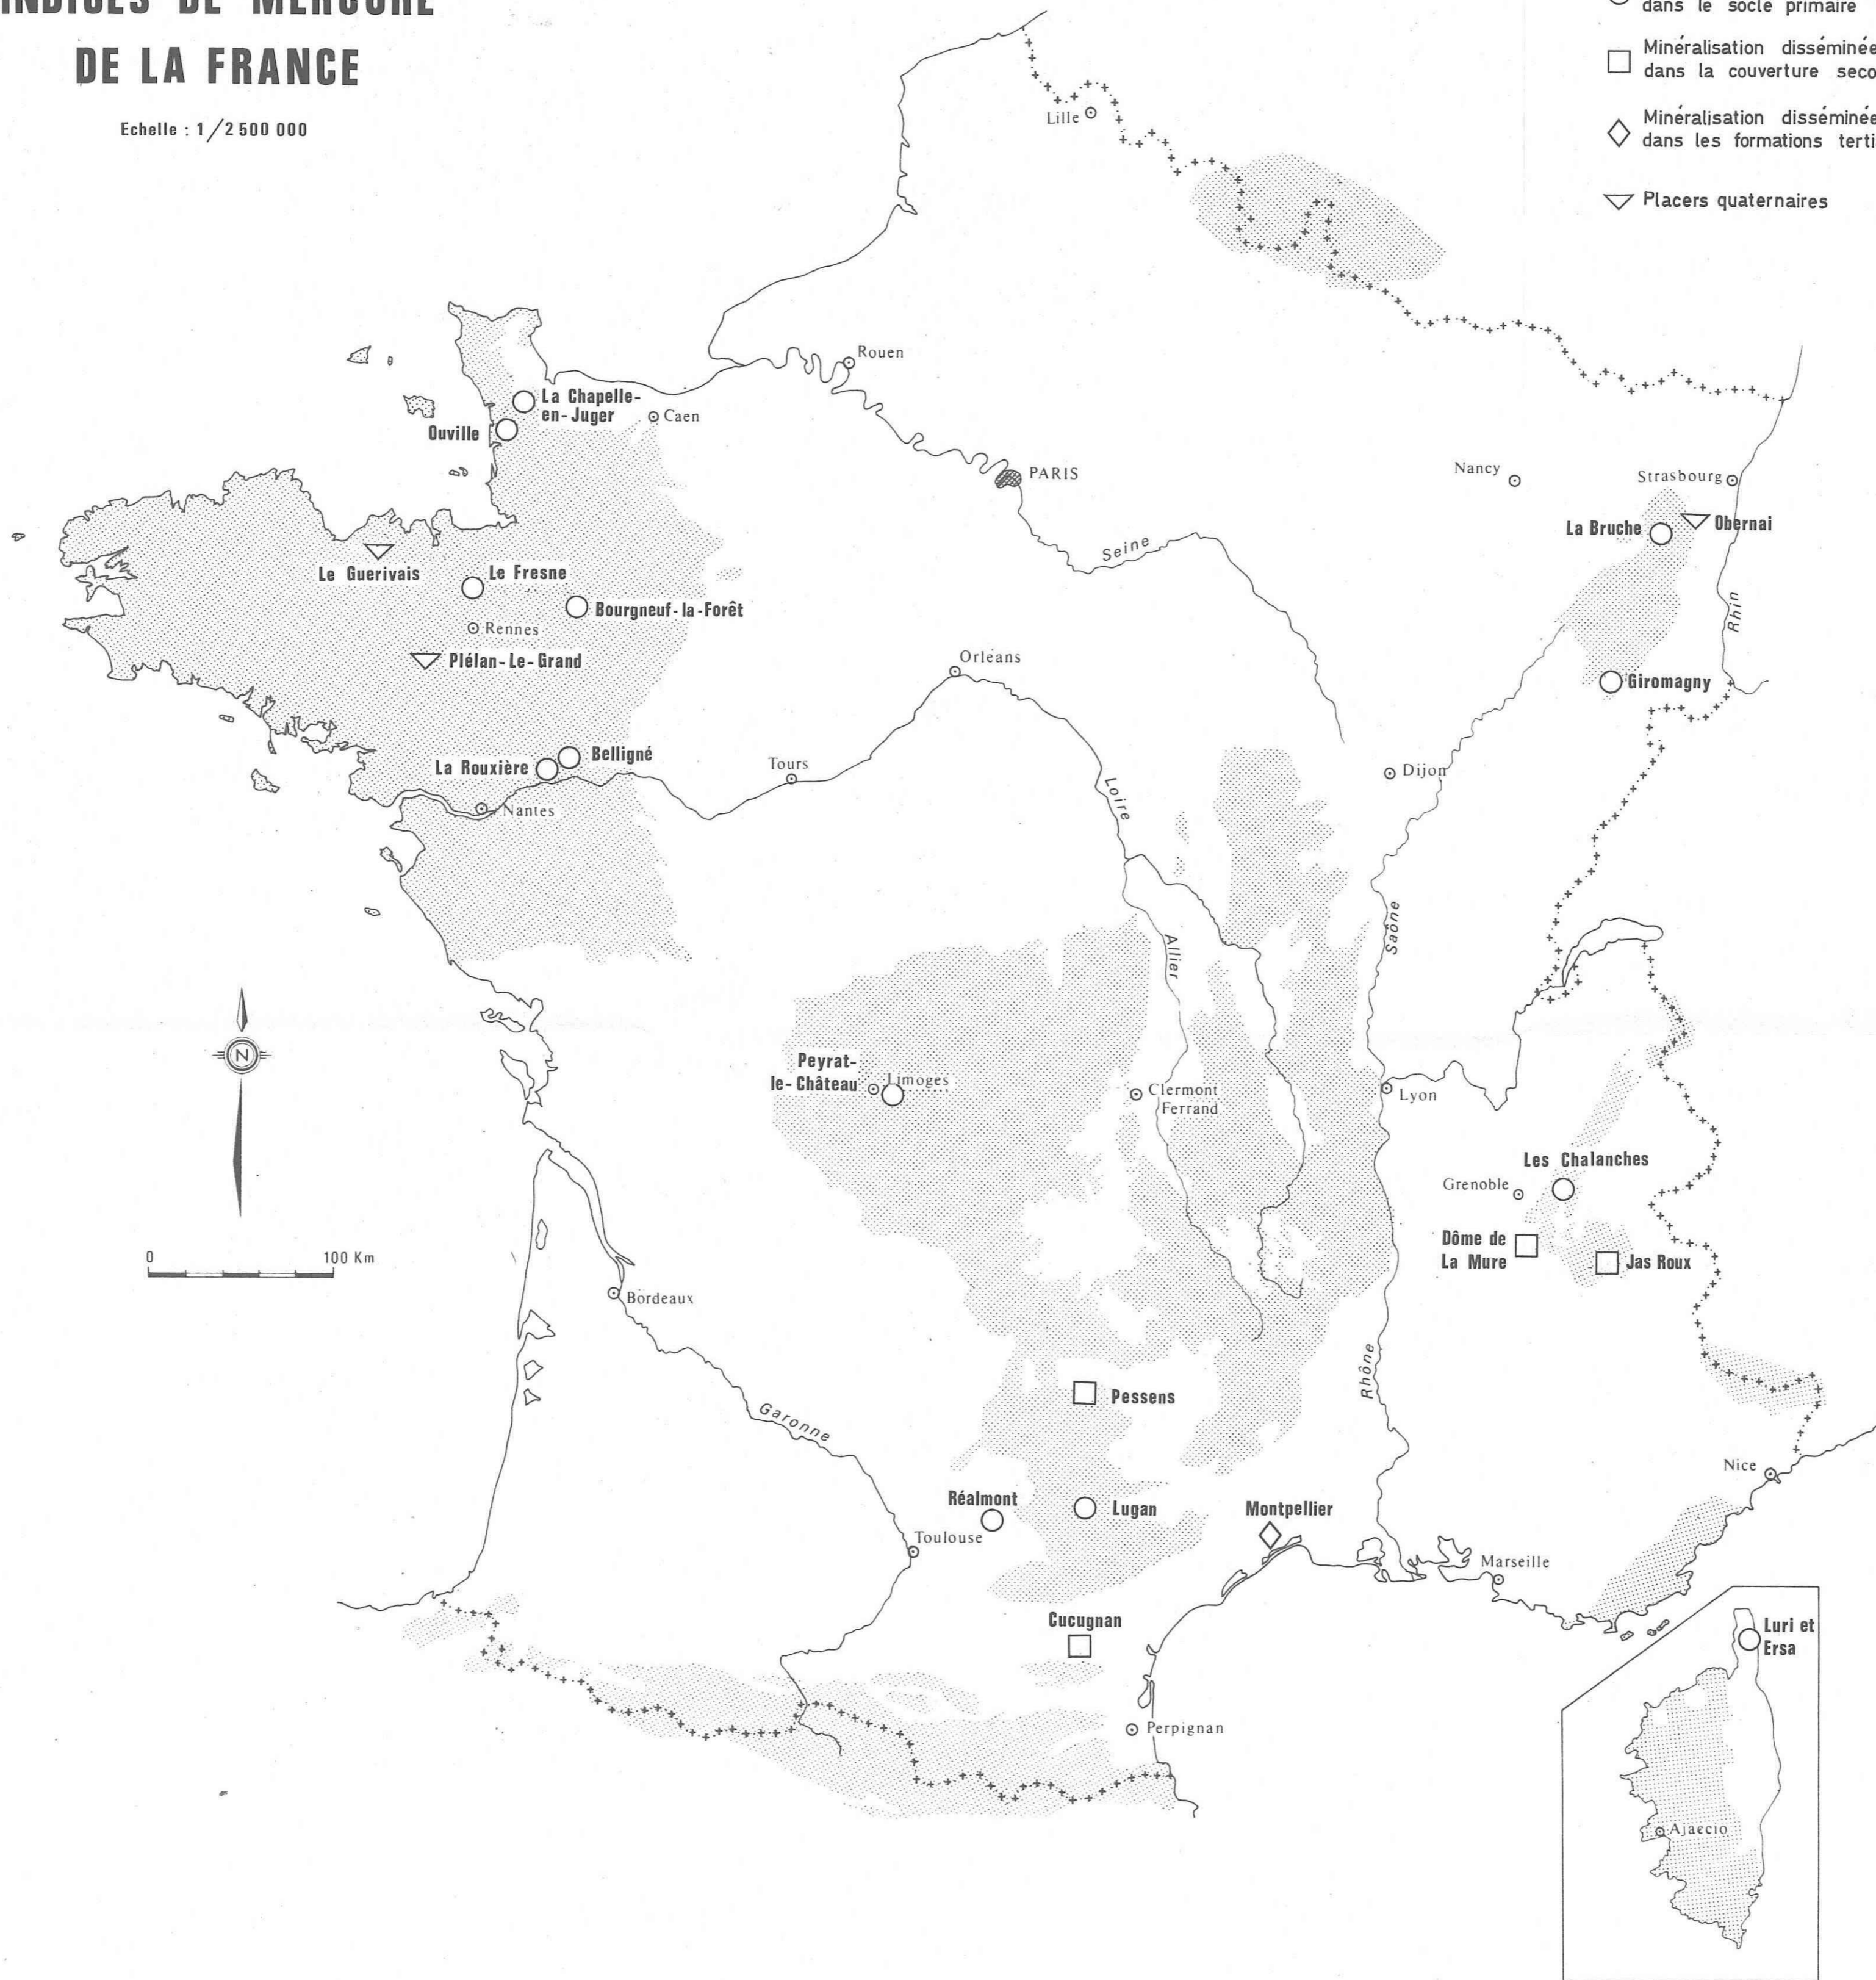 INDICES DE MERCURE
DE LA FRANCE
Echelle : 1/2 500 000
dans le socle primaire
Minéralisation disséminée
dans la couverture seco
Minéralisation disséminée
dans les formations terti
Placers quaternaires
Lille
Rouen
La Chapelle-
en-Juger
Caen
Ouville
PARIS
Nancy
Strasbourg
La Bruche
Obernai
Seine
Le Guerivais
Le Fresne
Bourgneuf-la-Forêt
Rennes
Rhin
Plélan-Le-Grand
Orléans
Giromagny
Belligné
La Rouxière
Tours
Dijon
Nantes
Loire
Saône
Allier
N
Peyrat-
le-Château
Limoges
Clermont
Ferrand
Lyon
Les Chalanches
Grenoble
Dôme de
La Mure
Jas Roux
0 100 Km
Bordeaux
Rhône
Pessens
Garonne
Nice
Réalmont
Lugan
Montpellier
Toulouse
Marseille
Cucugnan
Luri et
Ersa
Perpignan
Ajaccio